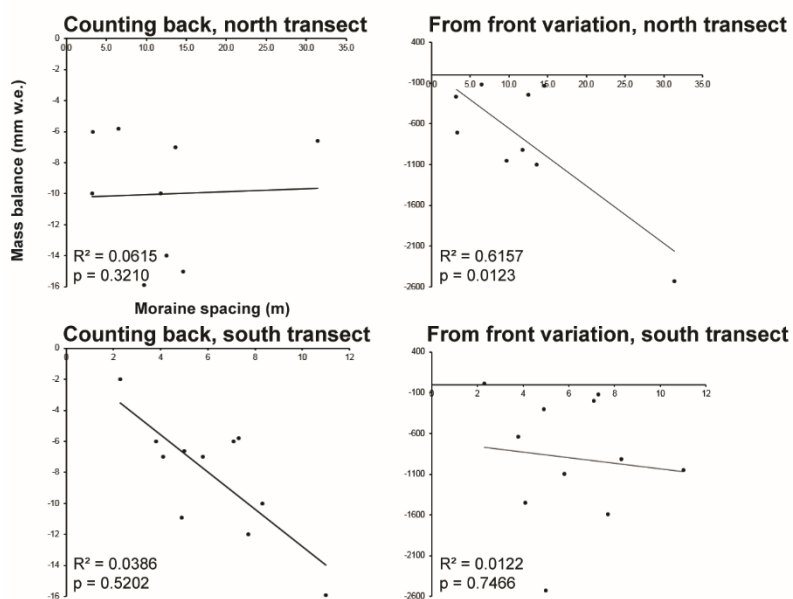 Counting back, north transect
0.0 5.0 10.0 15.0 20.0 25.0 30.0 35.0
0
-2
-4
-6
-8
-10
-12
-14
-16
Mass balance (mm w.e.)
R² = 0.0615
p = 0.3210
Moraine spacing (m)
From front variation, north transect
400
-100
-600
-1100
-1600
-2100
-2600
0.0 5.0 10.0 15.0 20.0 25.0 30.0 35.0
R² = 0.6157
p = 0.0123
Counting back, south transect
0 2 4 6 8 10 12
0
-2
-4
-6
-8
-10
-12
-14
-16
R² = 0.0386
p = 0.5202
From front variation, south transect
400
-100
-600
-1100
-1600
-2100
-2600
0 2 4 6 8 10 12
R² = 0.0122
p = 0.7466